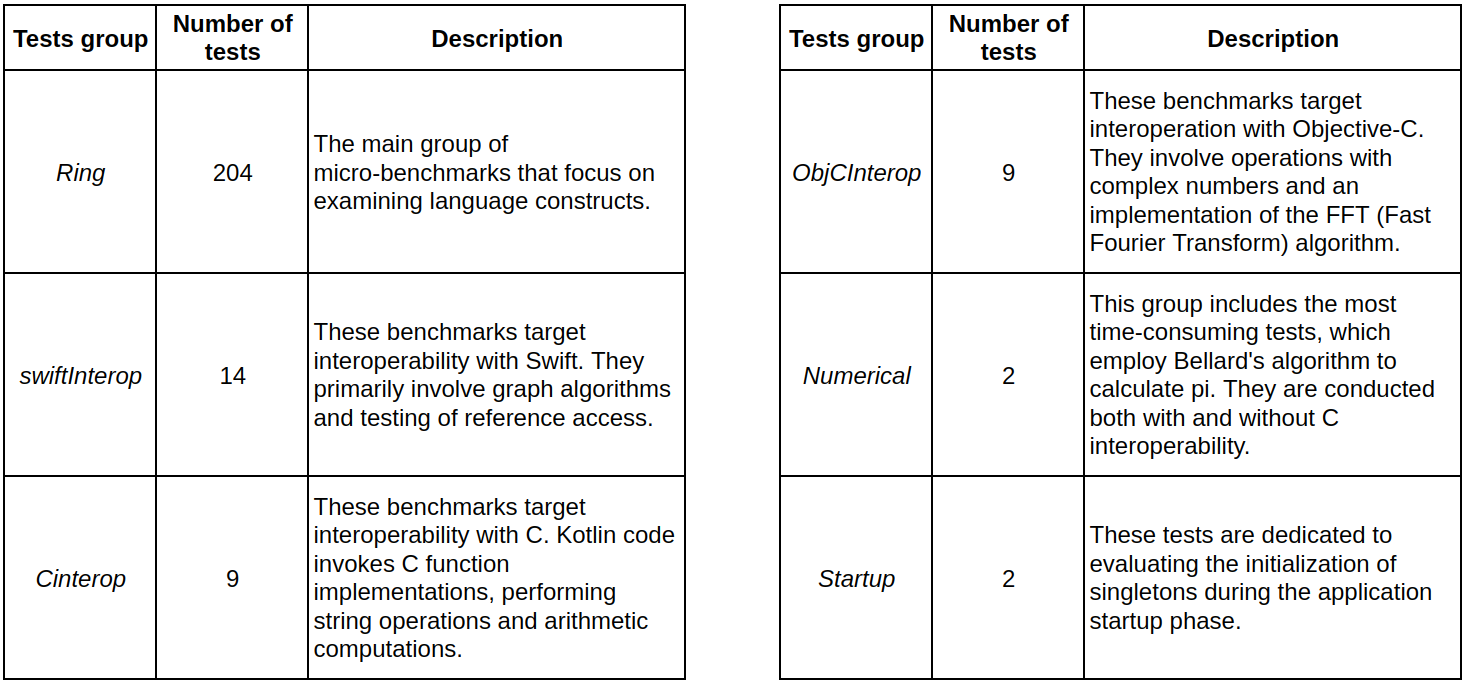 Tests group
Number of
tests
Description
Ring
204
The main group of
micro-benchmarks that focus on
examining language constructs.
swiftInterop
14
These benchmarks target
interoperability with Swift. They
primarily involve graph algorithms
and testing of reference access.
Cinterop
9
These benchmarks target
interoperability with C. Kotlin code
invokes C function
implementations, performing
string operations and arithmetic
computations.
Tests group
Number of
tests
Description
ObjCInterop
9
These benchmarks target
interoperation with Objective-C.
They involve operations with
complex numbers and an
implementation of the FFT (Fast
Fourier Transform) algorithm.
Numerical
2
This group includes the most
time-consuming tests, which
employ Bellard's algorithm to
calculate pi. They are conducted
both with and without C
interoperability.
Startup
2
These tests are dedicated to
evaluating the initialization of
singletons during the application
startup phase.